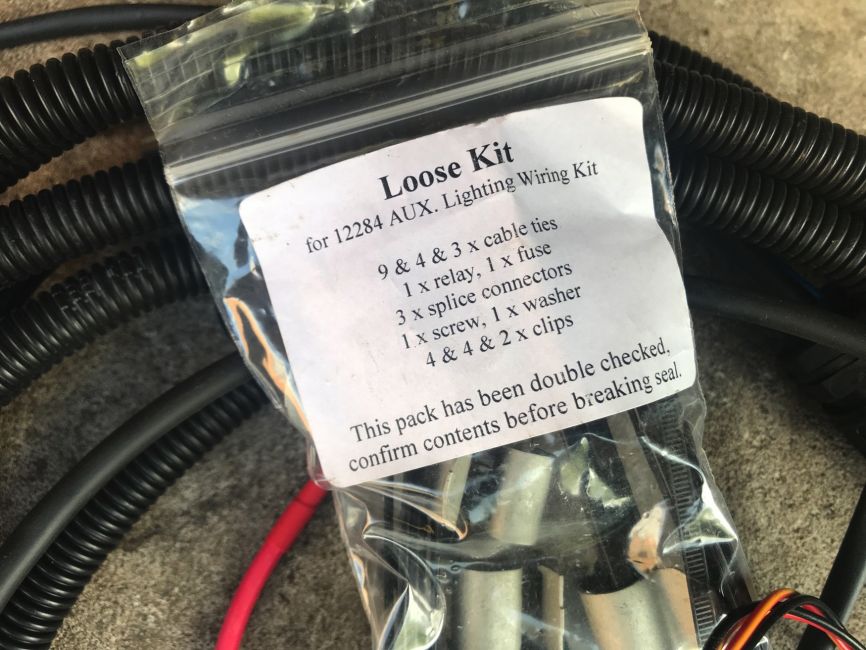 Loose Kit
for 12284 AUX. Lighting Wiring Kit
9 & 4 & 3 x cable ties
1 x relay, 1 x fuse
3 x splice connectors
1 x screw, 1 x washer
4 & 4 & 2 x clips
This pack has been double checked,
confirm contents before breaking seal.